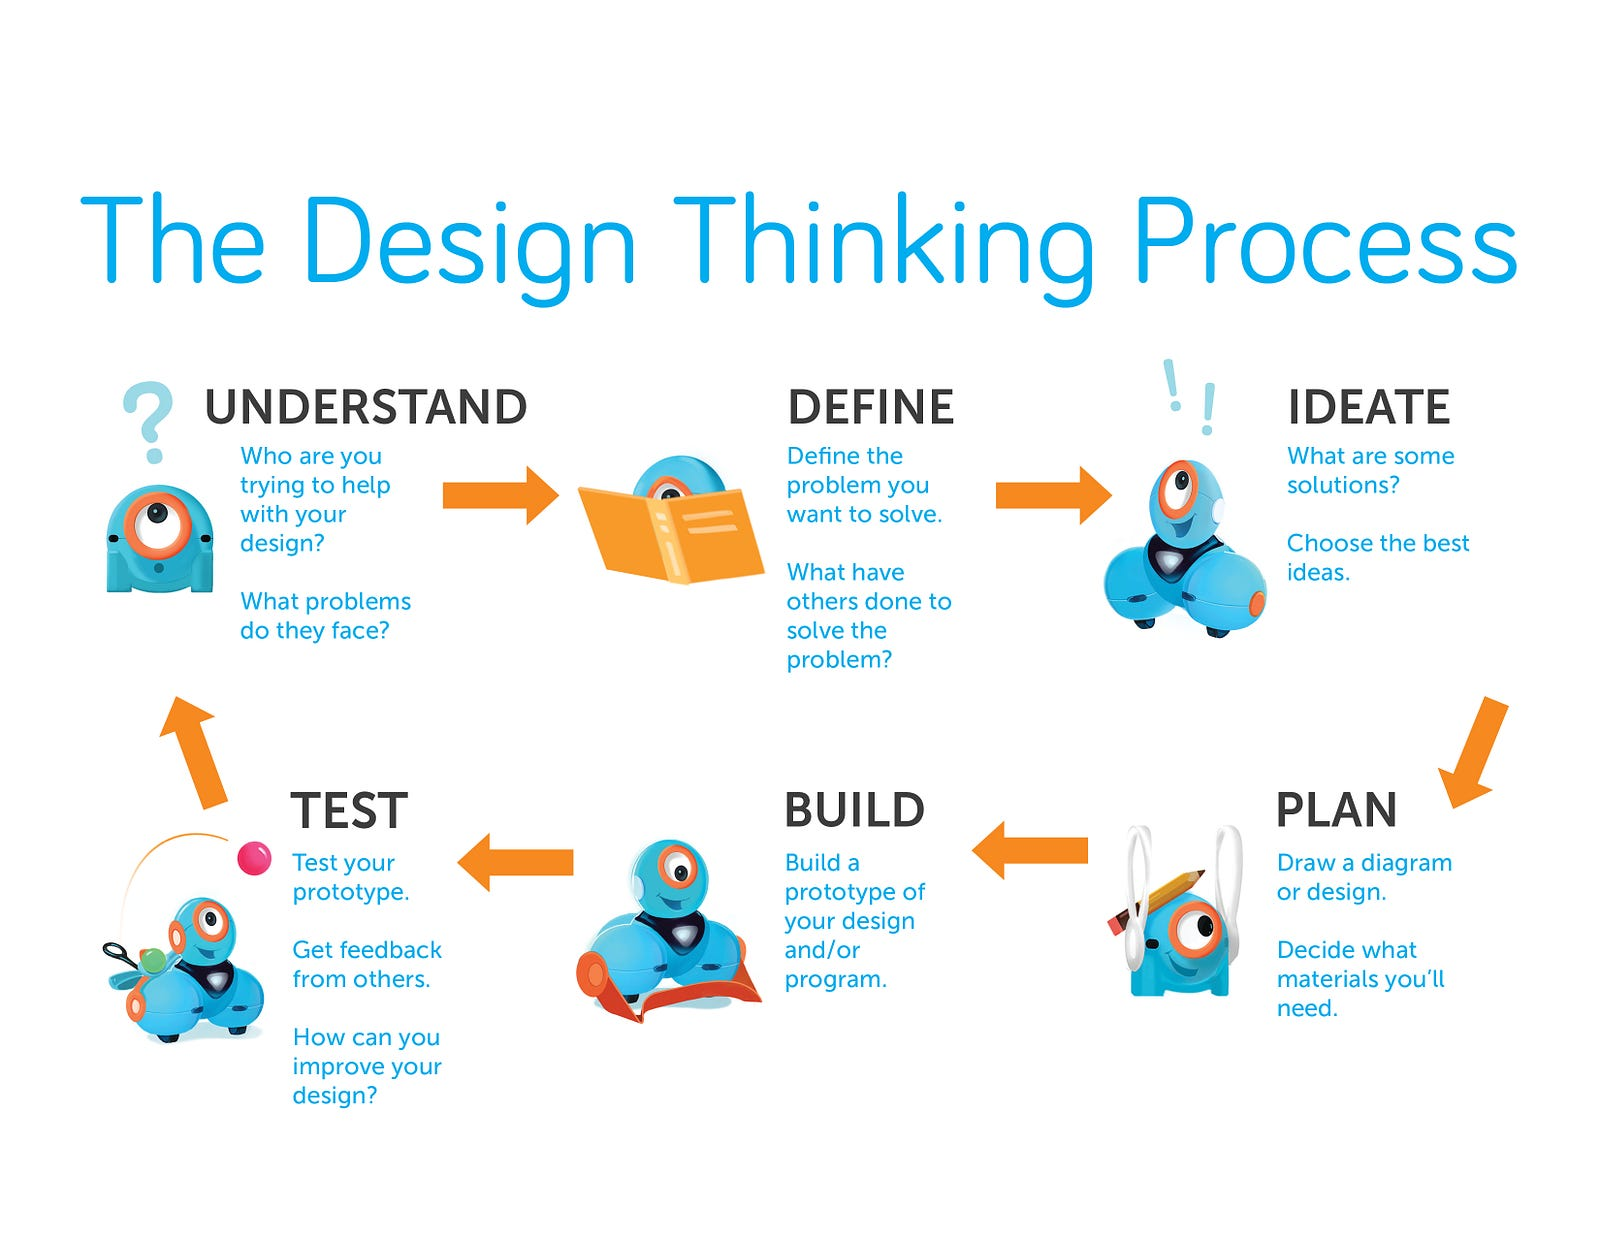 The Design Thinking Process
?
UNDERSTAND
Who are you
trying to help
with your
design?
What problems
do they face?
DEFINE
Define the
problem you
want to solve.
What have
others done to
solve the
problem?
! !
IDEATE
What are some
solutions?
Choose the best
ideas.
PLAN
Draw a diagram
or design.
Decide what
materials you'll
need.
BUILD
Build a
prototype of
your design
and/or
program.
TEST
Test your
prototype.
Get feedback
from others.
How can you
improve your
design?